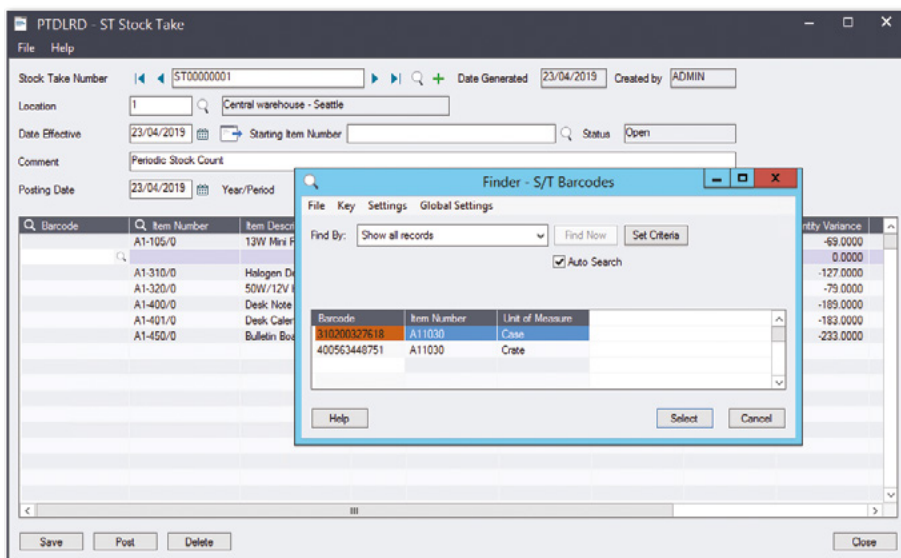 PTDLRD - ST Stock Take
File Help
Stock Take Number ST00000001 Date Generated 23/04/2019 Created by ADMIN
Location 1 Central warehouse - Seattle
Date Effective 23/04/2019 Starting Item Number Status Open
Comment Periodic Stock Count
Posting Date 23/04/2019 Year/Period
Finder - S/T Barcodes
File Key Settings Global Settings
Find By: Show all records Find Now Set Criteria
Auto Search
Barcode Item Number Unit of Measure
310200327618 A11030 Case
400563448751 A11030 Crate
Help Select Cancel
Barcode Item Number Item Descri ntity Variance
A1-105/0 13W Mini F -69.0000
0.0000
A1-310/0 Halogen De -127.0000
A1-320/0 50W/12V -79.0000
A1-400/0 Desk Note -189.0000
A1-401/0 Desk Caler -183.0000
A1-450/0 Bulletin Boa -233.0000
Save Post Delete Close